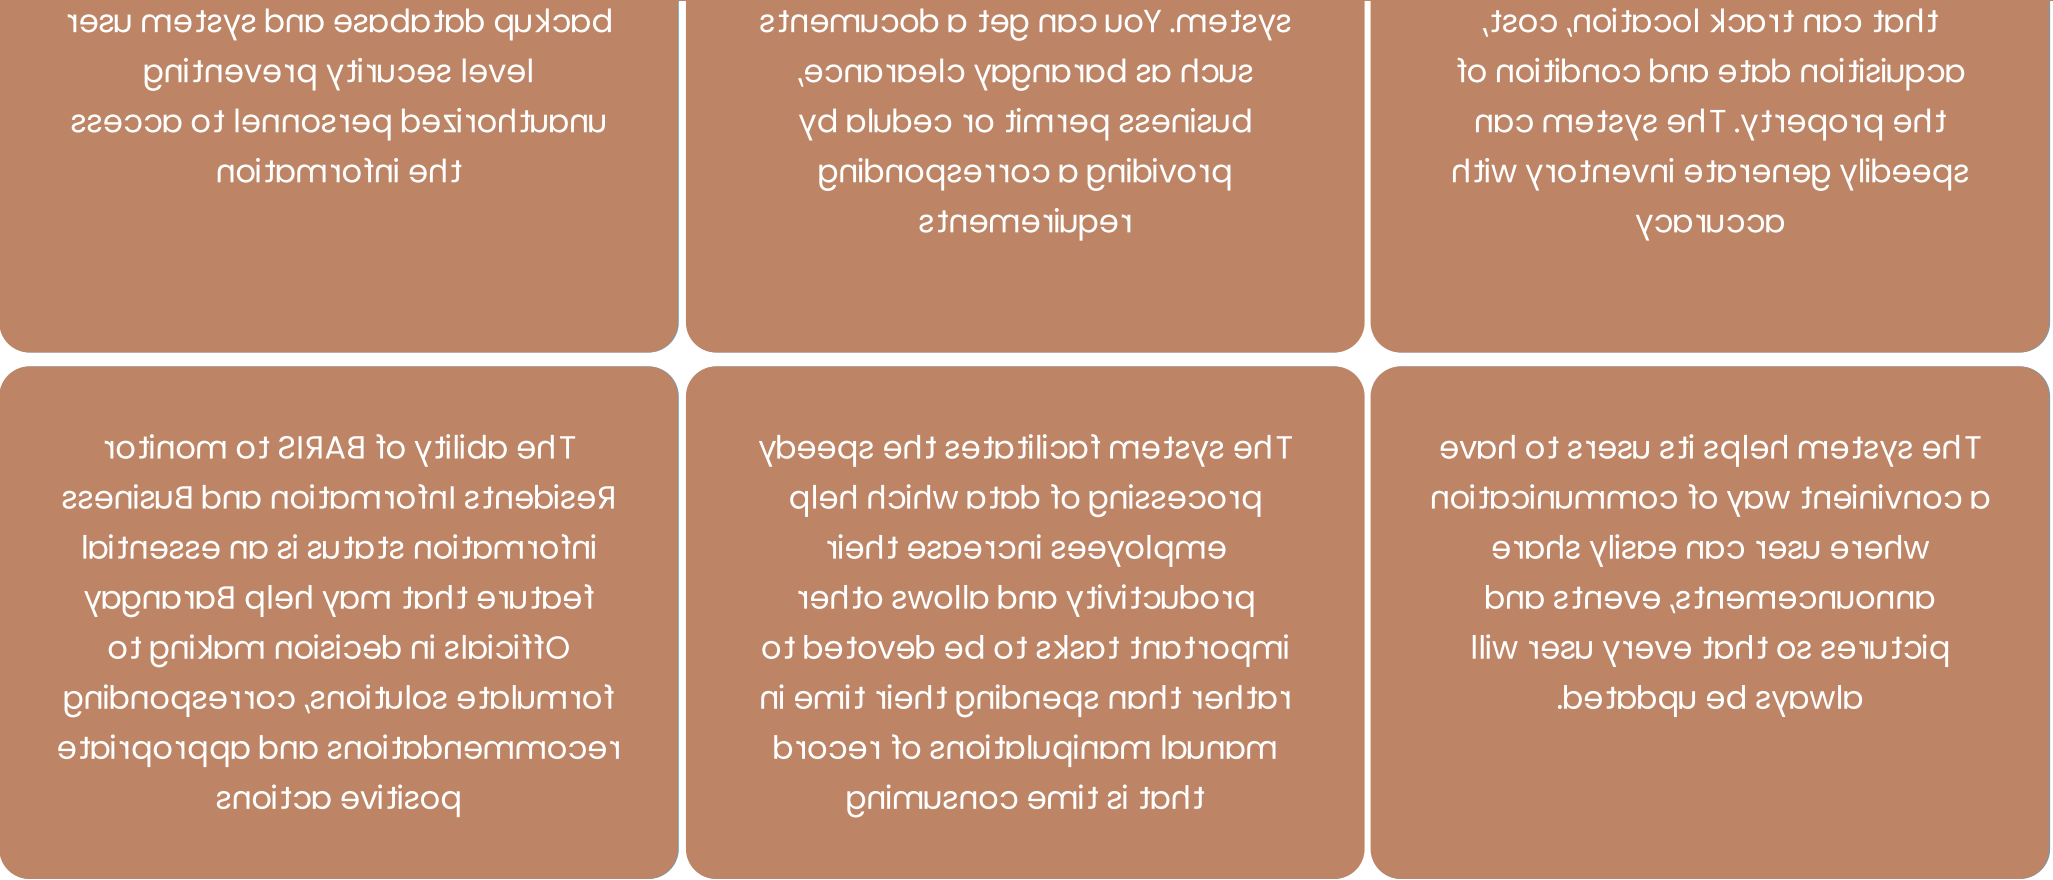 backup database and system user
level security preventing
unauthorized personnel to access
the information
system. You can get a documents
such as barangay clearance,
business permit or cedula by
providing a corresponding
requirements
that can track location, cost,
acquisition date and condition of
the property. The system can
speedily generate inventory with
accuracy
The ability of BARIS to monitor
Residents Information and Business
information status is an essential
feature that may help Barangay
Officials in decision making to
formulate solutions, corresponding
recommendations and appropriate
positive actions
The system facilitates the speedy
processing of data which help
employees increase their
productivity and allows other
important tasks to be devoted to
rather than spending their time in
manual manipulations of record
that is time consuming
The system helps its users to have
a convinient way of communication
where user can easily share
announcements, events and
pictures so that every user will
always be updated.